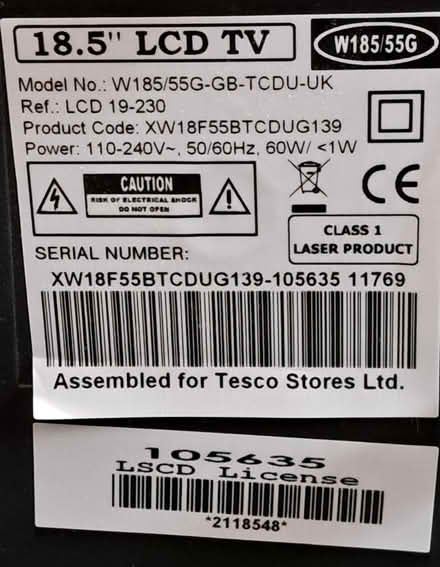 18.5" LCD TV
W185/55G
Model No.: W185/55G-GB-TCDU-UK
Ref.: LCD 19-230
Product Code: XW18F55BTCDUG139
Power: 110-240V~, 50/60Hz, 60W/ <1W
CAUTION
RISK OF ELECTRICAL SHOCK
DO NOT OPEN
CE
CLASS 1
LASER PRODUCT
SERIAL NUMBER:
XW18F55BTCDUG139-105635 11769
Assembled for Tesco Stores Ltd.
105635
LSCD License
*2118548*